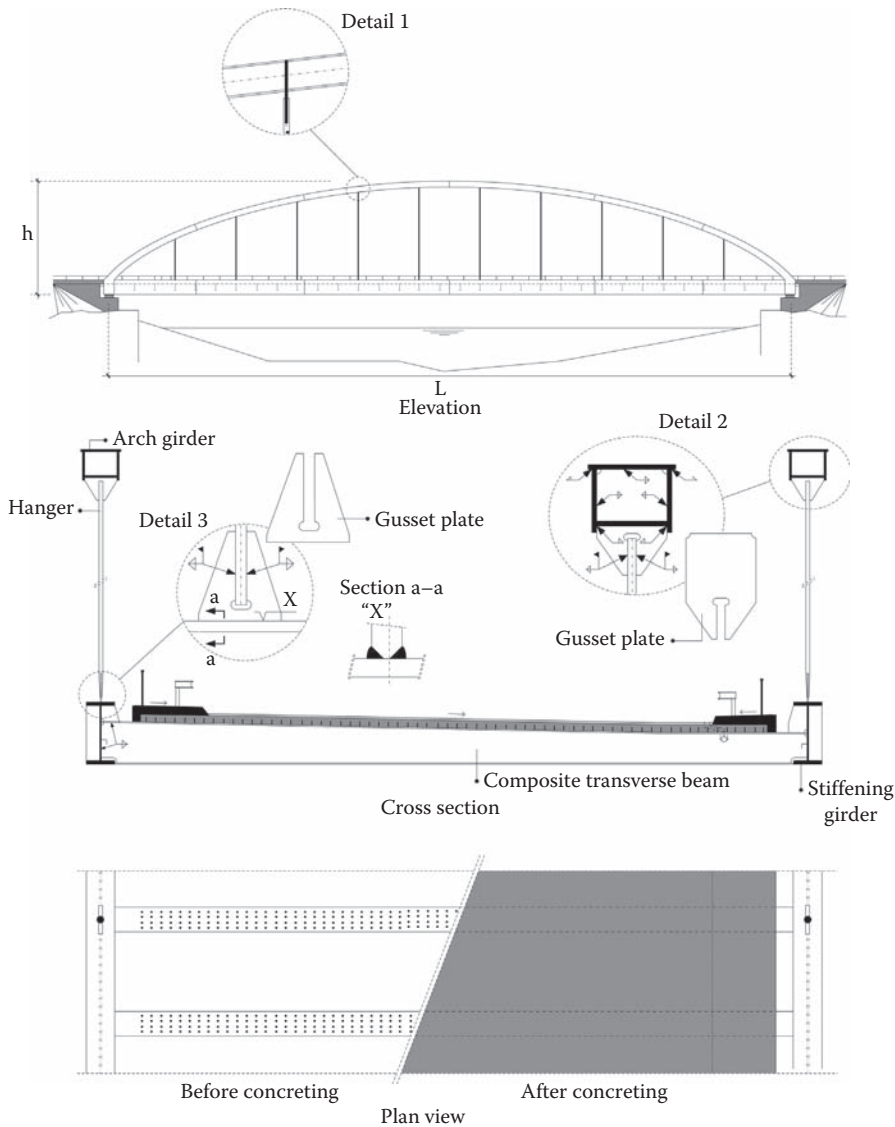 Detail 1
h
L
Elevation
Arch girder
Detail 2
Hanger
Detail 3
Gusset plate
a
X
a
Section a–a
“X”
Gusset plate
Composite transverse beam
Stiffening
girder
Cross section
Before concreting
After concreting
Plan view